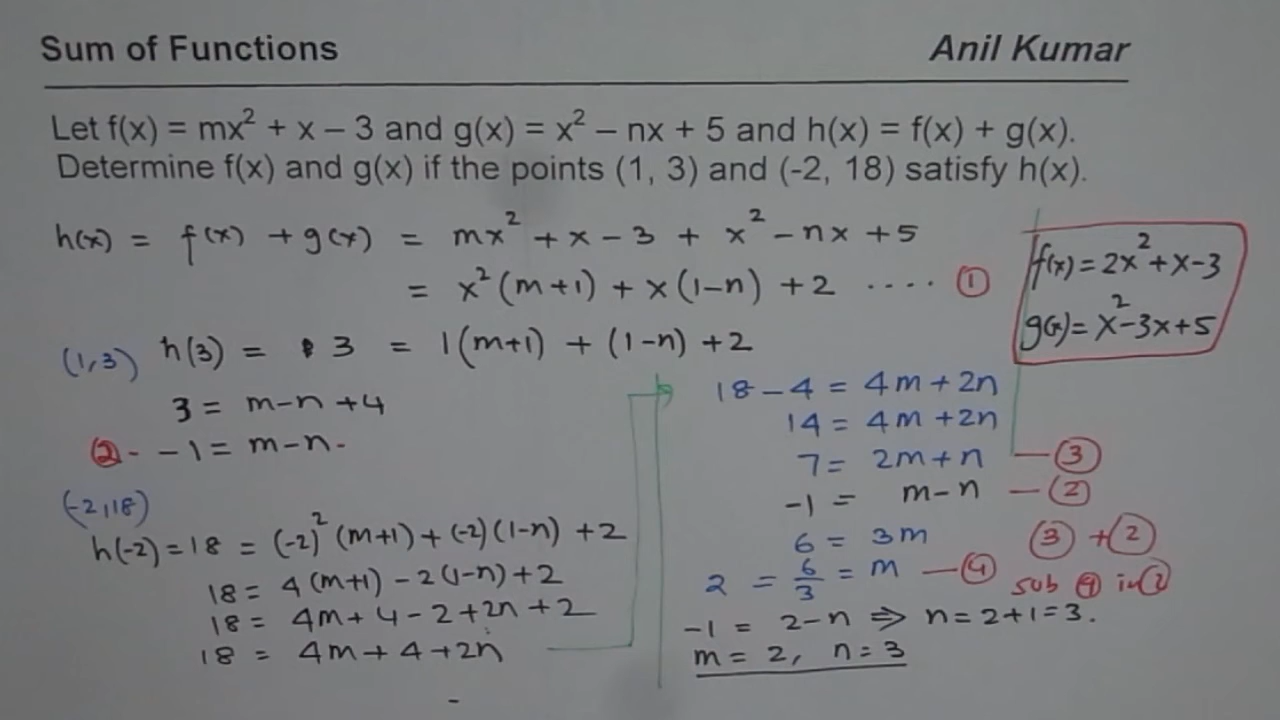 Sum of Functions
Anil Kumar
Let f(x) = mx² + x – 3 and g(x) = x² – nx + 5 and h(x) = f(x) + g(x).
Determine f(x) and g(x) if the points (1, 3) and (-2, 18) satisfy h(x).
h(x) = f(x) + g(x) = mx² + x – 3 + x² – nx + 5
= x²(m+1) + x(1–n) + 2 .... ①
(1,3) h(3) = 3 = 1(m+1) + (1–n) + 2
3 = m–n+4
② - –1 = m–n -
(-2,18)
h(-2) = 18 = (-2)²(m+1) + (-2)(1–n) + 2
18 = 4(m+1) – 2(1–n) + 2
18 = 4m + 4 – 2 + 2n + 2
18 = 4m + 4 + 2n
f(x) = 2x² + x – 3
g(x) = x² – 3x + 5
18 – 4 = 4m + 2n
14 = 4m + 2n
7 = 2m + n — ③
–1 = m – n — ②
6 = 3m ③ + ②
2 = 6/3 = m — ④ sub ④ in ②
–1 = 2–n ⇒ n = 2+1 = 3.
m = 2, n = 3